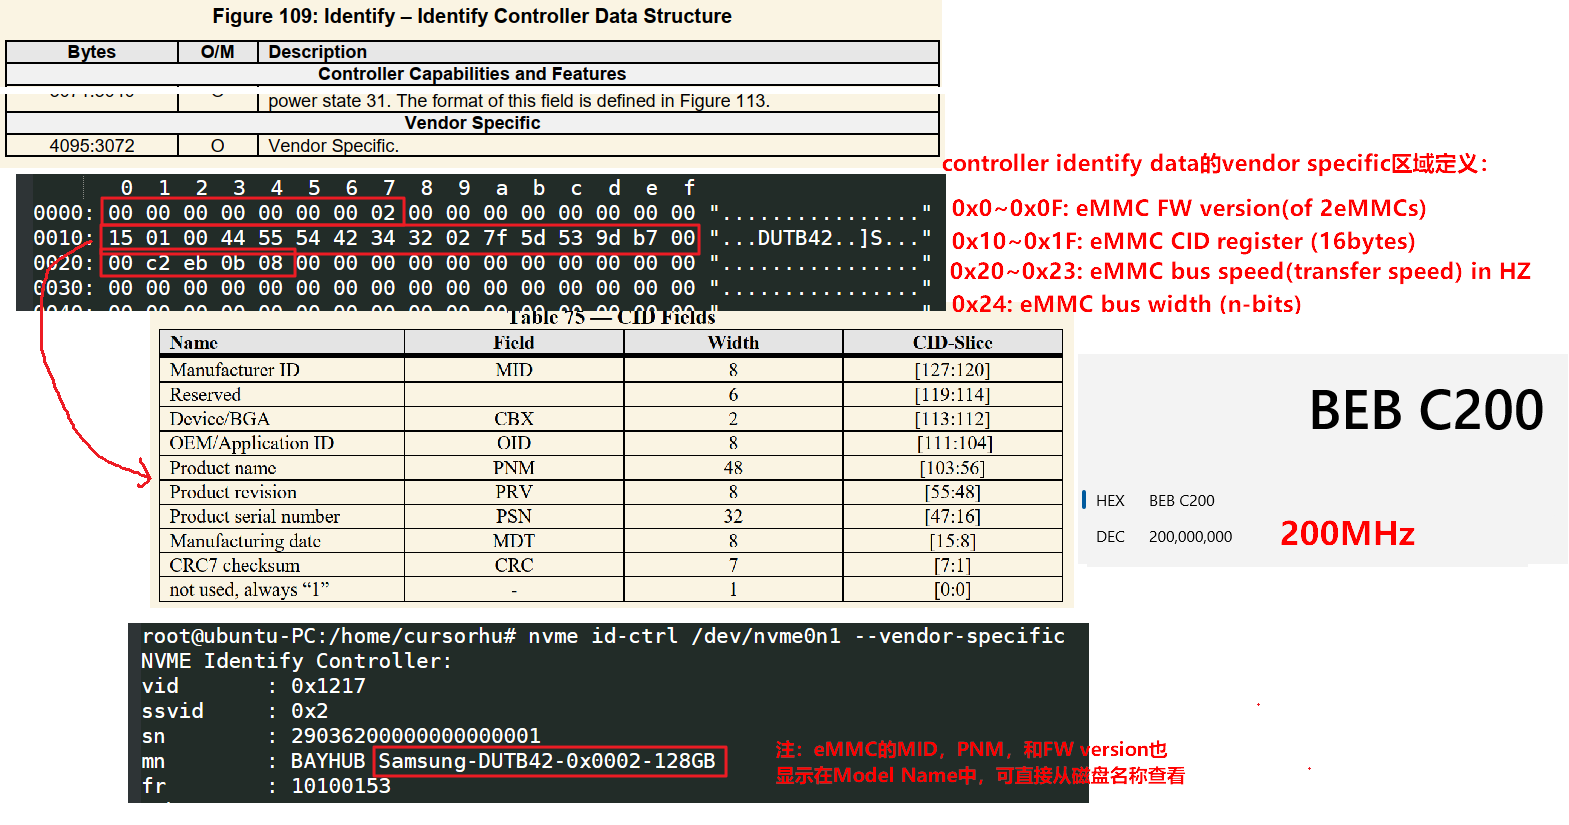 Figure 109: Identify – Identify Controller Data Structure
Bytes O/M Description
Controller Capabilities and Features
power state 31. The format of this field is defined in Figure 113.
Vendor Specific
4095:3072 O Vendor Specific.
controller identify data的vendor specific区域定义：
0 1 2 3 4 5 6 7 8 9 a b c d e f
0000: 00 00 00 00 00 00 00 02 00 00 00 00 00 00 00 00 "................"
0010: 15 01 00 44 55 54 42 34 32 02 7f 5d 53 9d b7 00 "...DUTB42..]S..."
0020: 00 c2 eb 0b 08 00 00 00 00 00 00 00 00 00 00 00 "................"
0030: 00 00 00 00 00 00 00 00 00 00 00 00 00 00 00 00 "................"
0x0~0x0F: eMMC FW version(of 2eMMCs)
0x10~0x1F: eMMC CID register (16bytes)
0x20~0x23: eMMC bus speed(transfer speed) in HZ
0x24: eMMC bus width (n-bits)
Table 75 — CID Fields
Name Field Width CID-Slice
Manufacturer ID MID 8 [127:120]
Reserved 6 [119:114]
Device/BGA CBX 2 [113:112]
OEM/Application ID OID 8 [111:104]
Product name PNM 48 [103:56]
Product revision PRV 8 [55:48]
Product serial number PSN 32 [47:16]
Manufacturing date MDT 8 [15:8]
CRC7 checksum CRC 7 [7:1]
not used, always “1” - 1 [0:0]
BEB C200
HEX BEB C200
DEC 200,000,000
200MHz
root@ubuntu-PC:/home/cursorhu# nvme id-ctrl /dev/nvme0n1 --vendor-specific
NVME Identify Controller:
vid : 0x1217
ssvid : 0x2
sn : 29036200000000000001
mn : BAYHUB Samsung-DUTB42-0x0002-128GB
fr : 10100153
注：eMMC的MID，PNM，和FW version也
显示在Model Name中，可直接从磁盘名称查看